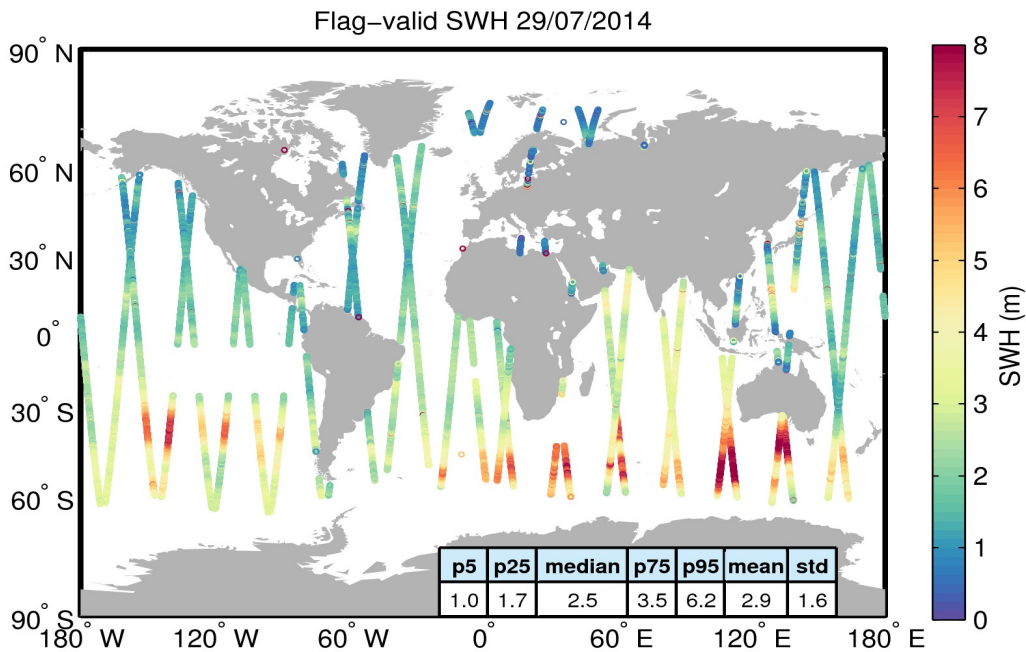 Flag−valid SWH 29/07/2014
90° N
60° N
30° N
0°
30° S
60° S
90° S
180° W 120° W 60° W 0° 60° E 120° E 180° E
p5 p25 median p75 p95 mean std
1.0 1.7 2.5 3.5 6.2 2.9 1.6
8
7
6
5
4
3
2
1
0
SWH (m)